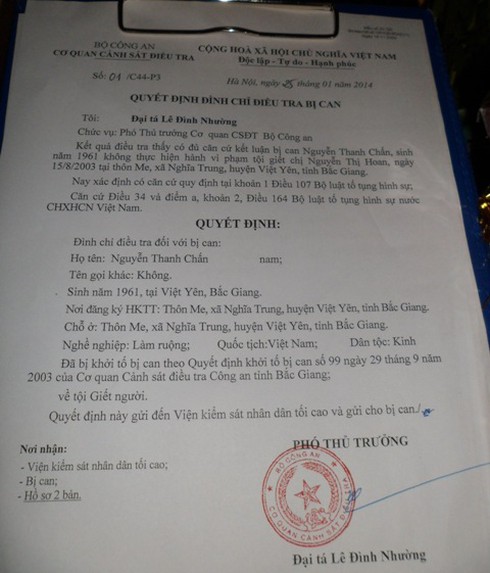 BỘ CÔNG AN
CƠ QUAN CẢNH SÁT ĐIỀU TRA
CỘNG HOÀ XÃ HỘI CHỦ NGHĨA VIỆT NAM
Độc lập - Tự do - Hạnh phúc
Số: 01 /C44-P3
Hà Nội, ngày 25 tháng 01 năm 2014
QUYẾT ĐỊNH ĐÌNH CHỈ ĐIỀU TRA BỊ CAN
Tôi: Đại tá Lê Đình Nhường
Chức vụ: Phó Thủ trưởng Cơ quan CSĐT Bộ Công an
Kết quả điều tra thấy có đủ căn cứ kết luận bị can Nguyễn Thanh Chấn, sinh
năm 1961 không thực hiện hành vi phạm tội giết chị Nguyễn Thị Hoan, ngày
15/8/2003 tại thôn Me, xã Nghĩa Trung, huyện Việt Yên, tỉnh Bắc Giang.
Nay xác định có căn cứ quy định tại khoản 1 Điều 107 Bộ luật tố tụng hình sự;
Căn cứ Điều 34 và điểm a, khoản 2, Điều 164 Bộ luật tố tụng hình sự nước
CHXHCN Việt Nam.
QUYẾT ĐỊNH:
Đình chỉ điều tra đối với bị can:
Họ tên: Nguyễn Thanh Chấn nam;
Tên gọi khác: Không.
Sinh năm 1961, tại Việt Yên, Bắc Giang.
Nơi đăng ký HKTT: Thôn Me, xã Nghĩa Trung, huyện Việt Yên, tỉnh Bắc Giang.
Chỗ ở: Thôn Me, xã Nghĩa Trung, huyện Việt Yên, tỉnh Bắc Giang.
Nghề nghiệp: Làm ruộng; Quốc tịch:Việt Nam; Dân tộc: Kinh
Đã bị khởi tố bị can theo Quyết định khởi tố bị can số 99 ngày 29 tháng 9 năm
2003 của Cơ quan Cảnh sát điều tra Công an tỉnh Bắc Giang;
về tội Giết người.
Quyết định này gửi đến Viện kiểm sát nhân dân tối cao và gửi cho bị can./.
Nơi nhận:
- Viện kiểm sát nhân dân tối cao;
- Bị can;
- Hồ sơ 2 bản.
PHÓ THỦ TRƯỞNG
BỘ CÔNG AN
CƠ QUAN CẢNH SÁT
Đại tá Lê Đình Nhường